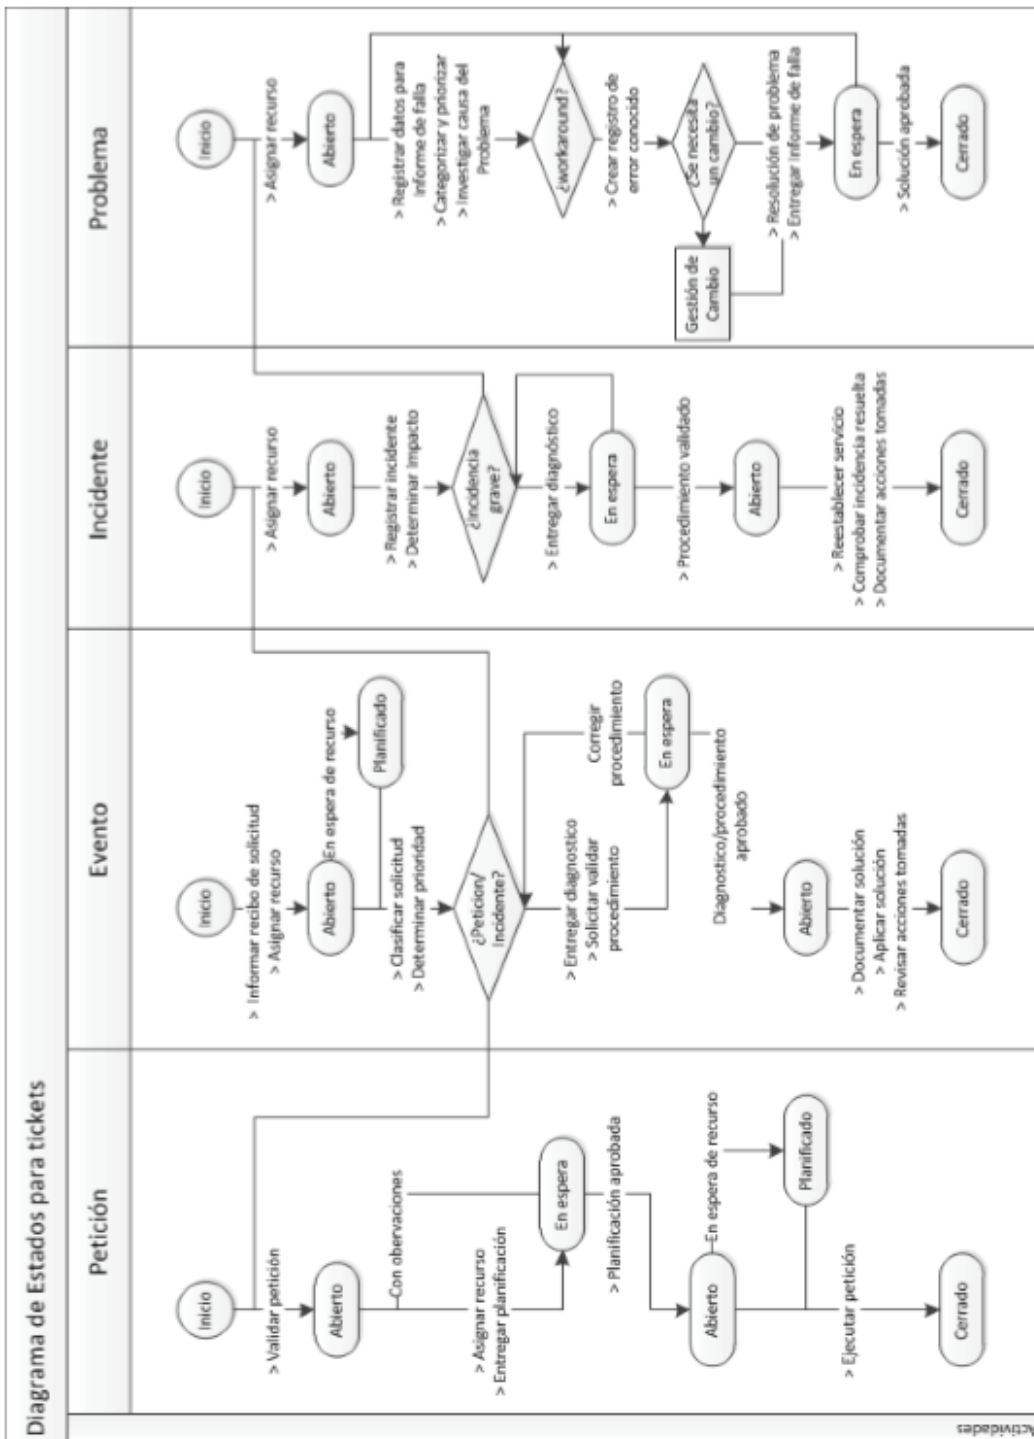 Diagrama de Estados para tickets
Actividades
Petición
Inicio
> Validar petición
Abierto
Con obervaciones
> Asignar recurso
> Entregar planificación
En espera
> Planificación aprobada
Abierto
En espera de recurso
Planificado
> Ejecutar petición
Cerrado
Evento
Inicio
> Informar recibo de solicitud
> Asignar recurso
Abierto
En espera de recurso
Planificado
> Clasificar solicitud
> Determinar prioridad
¿Peticion/
Incidente?
> Entregar diagnostico
> Solicitar validar
procedimiento
Corregir
procedimiento
En espera
Diagnostico/procedimiento
aprobado
Abierto
> Documentar solución
> Aplicar solución
> Revisar acciones tomadas
Cerrado
Incidente
Inicio
> Asignar recurso
Abierto
> Registrar incidente
> Determinar Impacto
¿Incidencia
grave?
> Entregar diagnóstico
En espera
> Procedimiento validado
Abierto
> Reestablecer servicio
> Comprobar incidencia resuelta
> Documentar acciones tomadas
Cerrado
Problema
Inicio
> Asignar recurso
Abierto
> Registrar datos para
Informe de falla
> Categorizar y priorizar
> Investigar causa del
Problema
¿workaround?
> Crear registro de
error conocido
¿Se necesita
un cambio?
Gestión de
Cambio
> Resolución de problema
> Entregar Informe de falla
En espera
> Solución aprobada
Cerrado